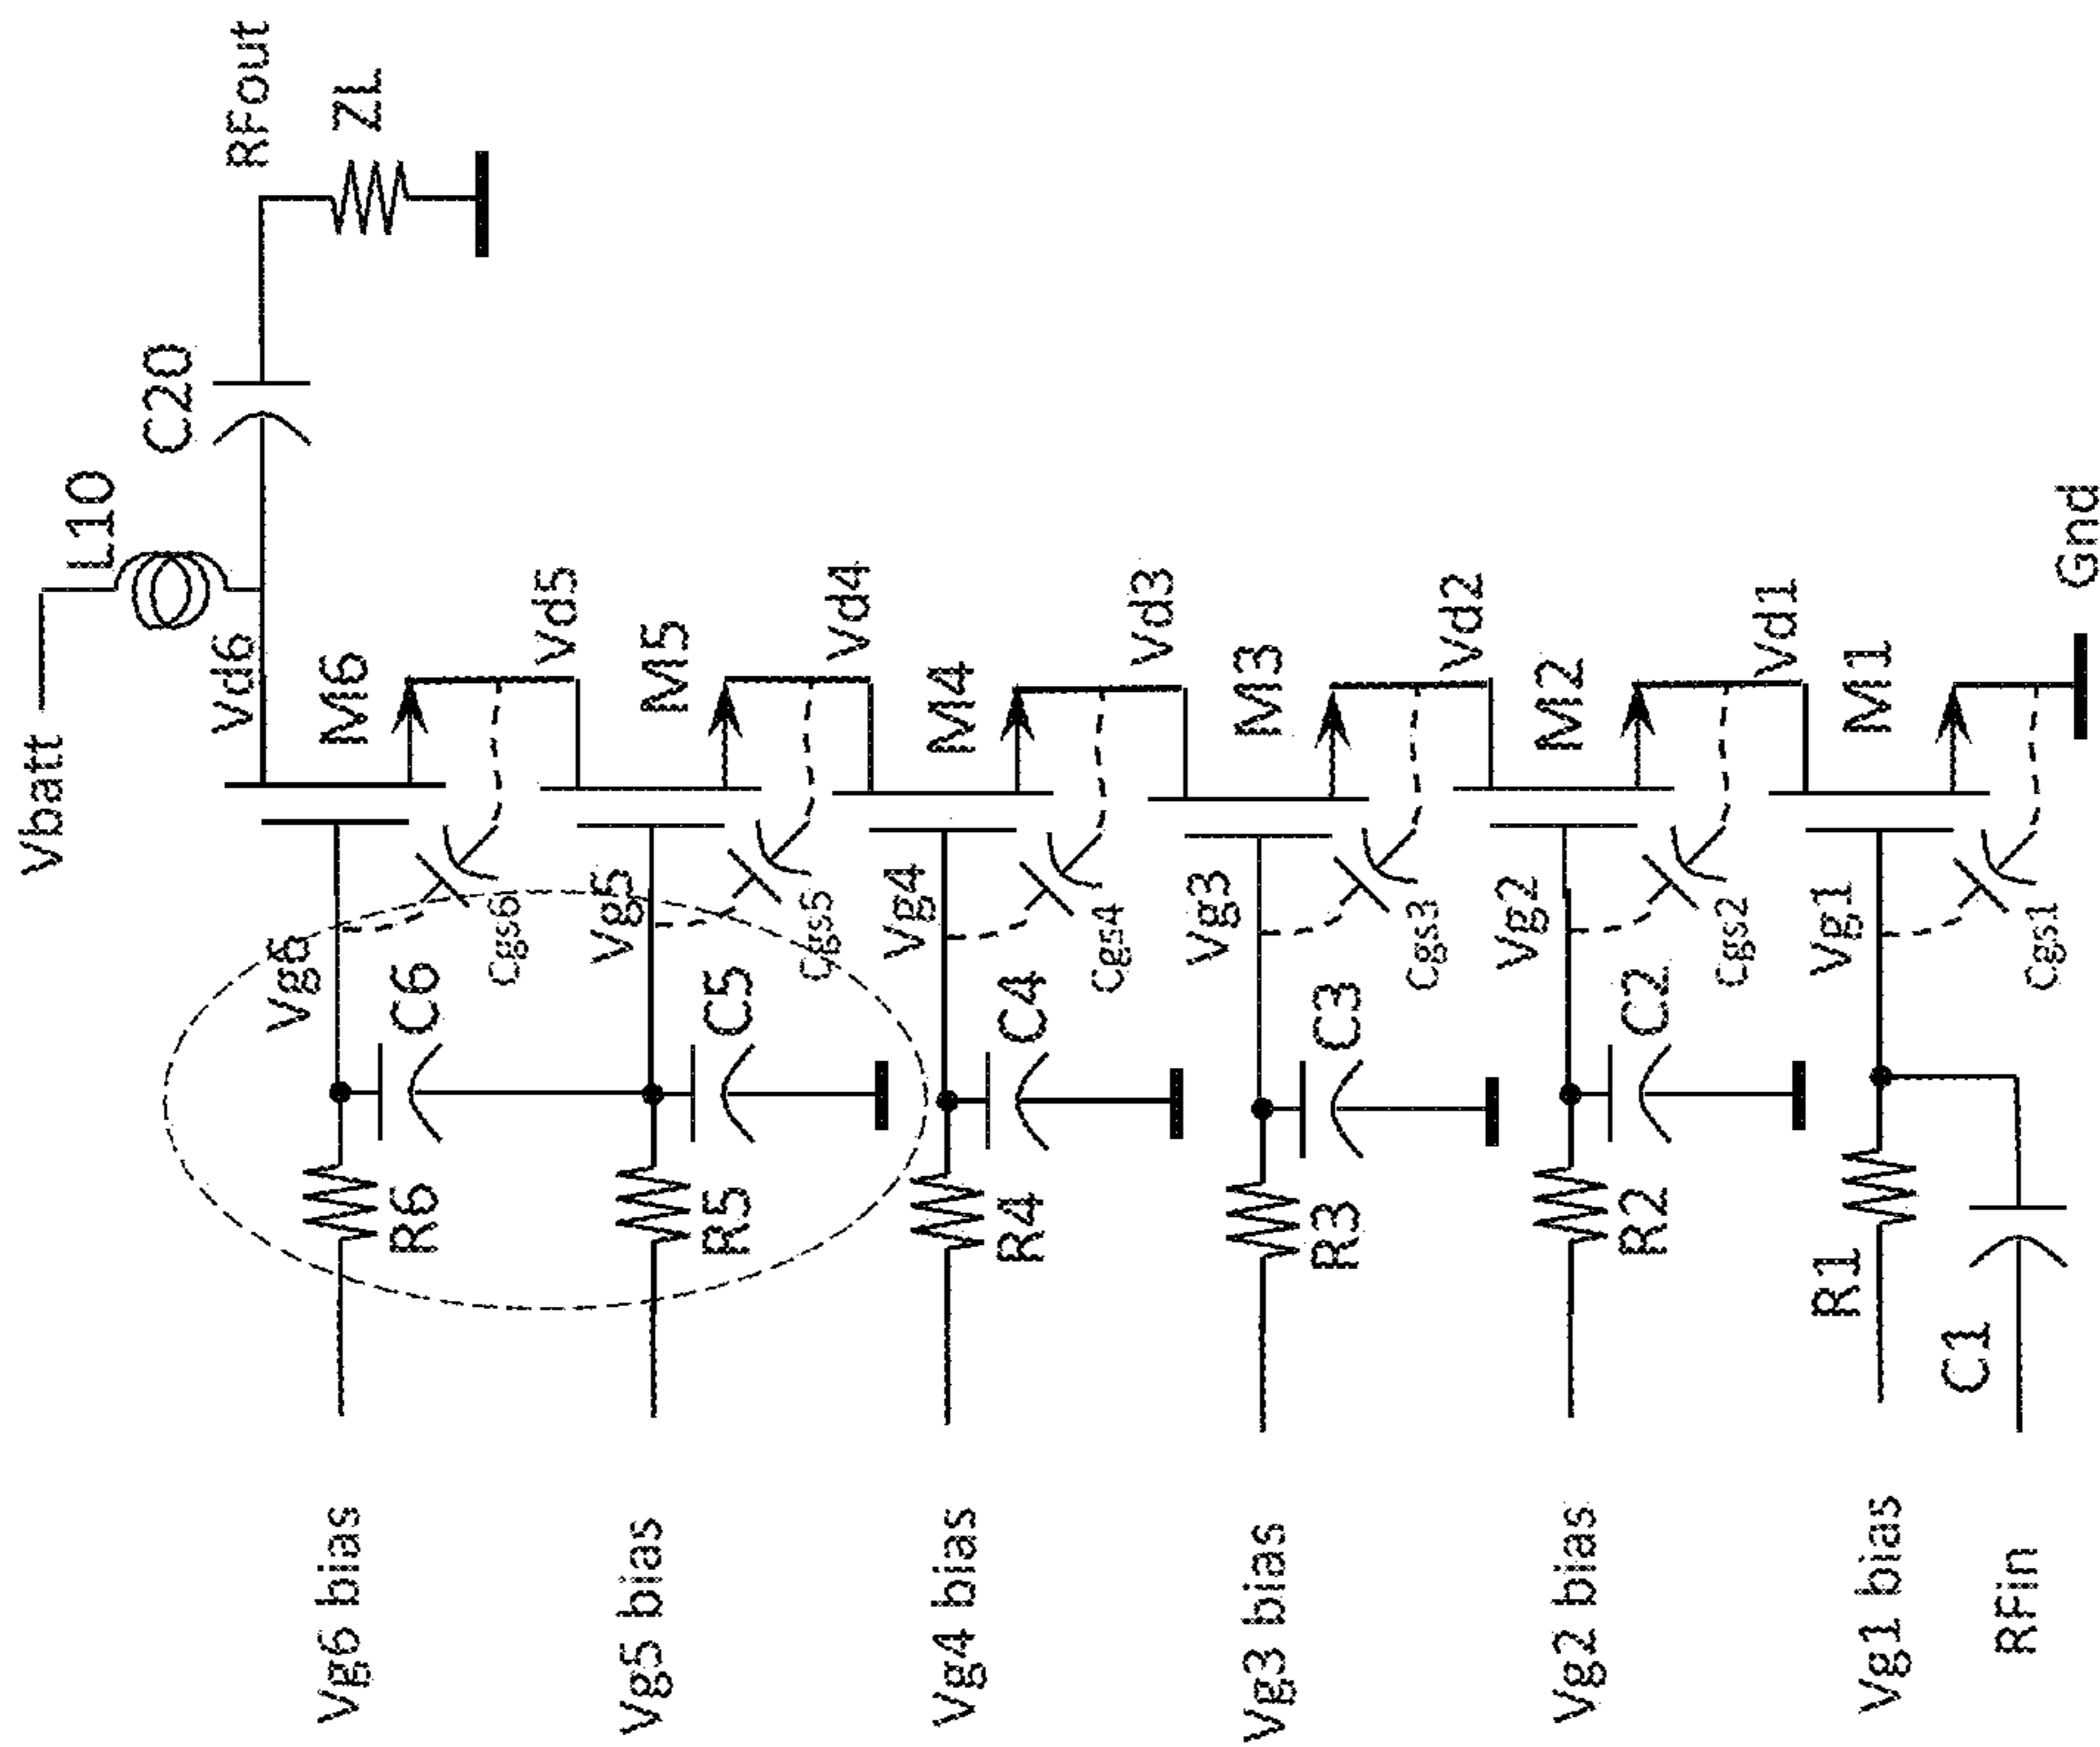 RFout
ZL
C20
L10
Vbatt
Vd6
M6
Vd5
M5
Vd4
M4
Vd3
M3
Vd2
M2
Vd1
M1
Gnd
Vg6
Cgs6
Vg5
Cgs5
Vg4
Cgs4
Vg3
Cgs3
Vg2
Cgs2
Vg1
Cgs1
C6
C5
C4
C3
C2
R6
R5
R4
R3
R2
R1
C1
Vg6 bias
Vg5 bias
Vg4 bias
Vg3 bias
Vg2 bias
Vg1 bias
RFin